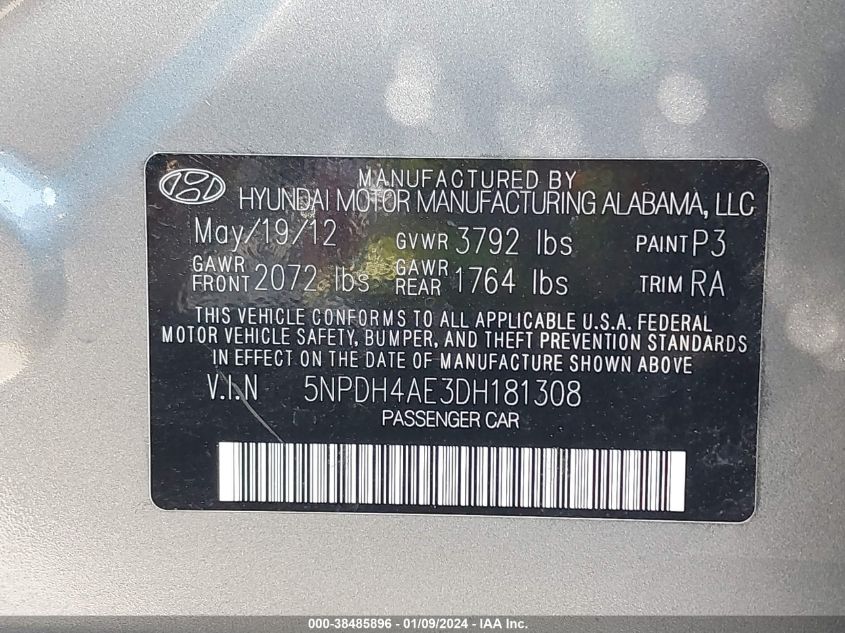 MANUFACTURED BY
HYUNDAI MOTOR MANUFACTURING ALABAMA, LLC
May/19/12 GVWR 3792 lbs PAINT P3
GAWR FRONT 2072 lbs GAWR REAR 1764 lbs TRIM RA
THIS VEHICLE CONFORMS TO ALL APPLICABLE U.S.A. FEDERAL
MOTOR VEHICLE SAFETY, BUMPER, AND THEFT PREVENTION STANDARDS
IN EFFECT ON THE DATE OF MANUFACTURE SHOWN ABOVE
V.I.N 5NPDH4AE3DH181308
PASSENGER CAR
000-38485896 - 01/09/2024 - IAA Inc.